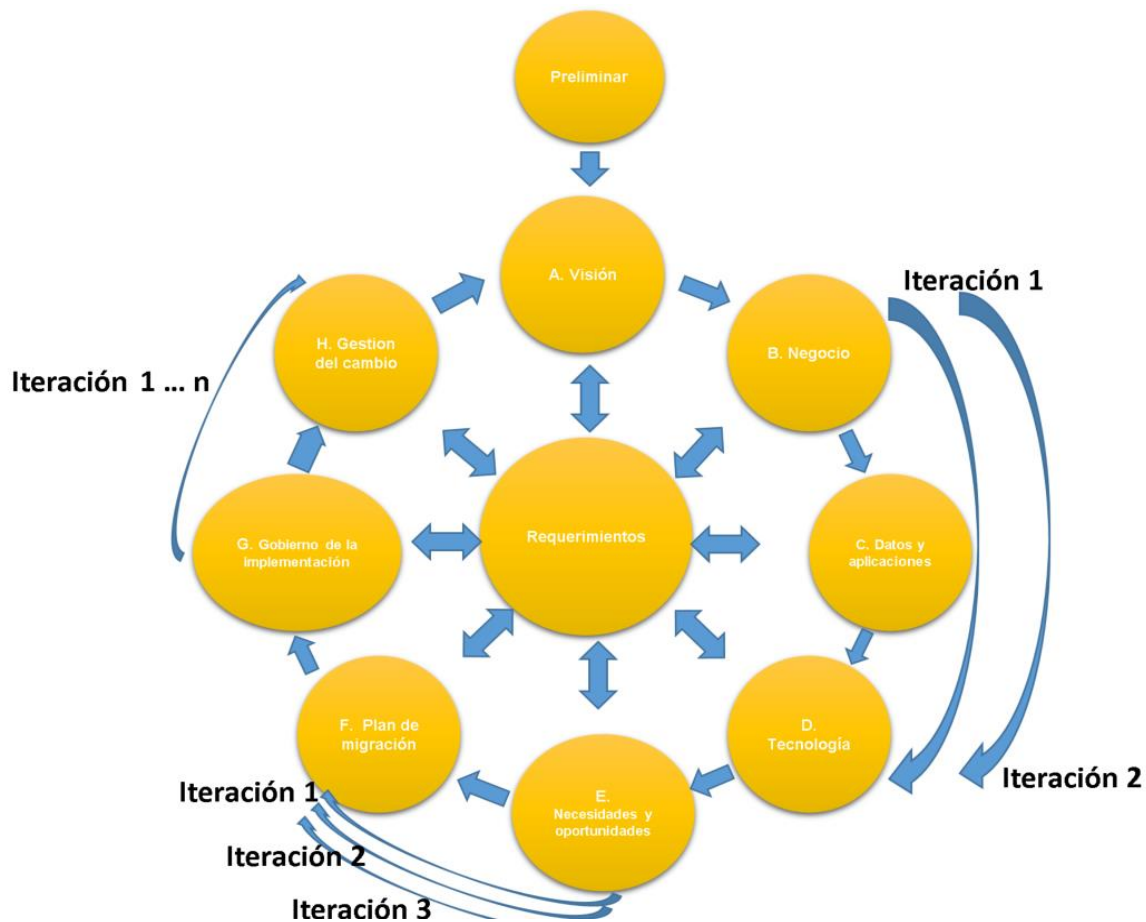 Preliminar
A. Visión
Iteración 1
H. Gestion
del cambio
B. Negocio
Iteración 1 ... n
Requerimientos
G. Gobierno de la
Implementación
C. Datos y
aplicaciones
F. Plan de
migración
D.
Tecnología
Iteración 2
Iteración 1
E.
Necesidades y
oportunidades
Iteración 2
Iteración 3